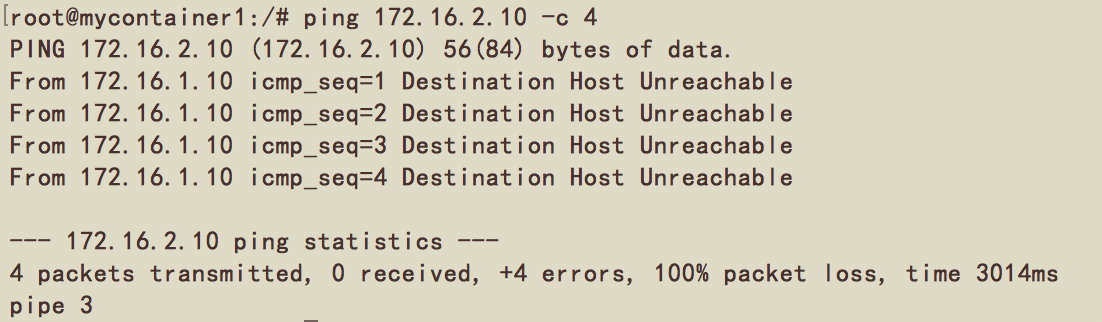 [root@mycontainer1:/# ping 172.16.2.10 -c 4
PING 172.16.2.10 (172.16.2.10) 56(84) bytes of data.
From 172.16.1.10 icmp_seq=1 Destination Host Unreachable
From 172.16.1.10 icmp_seq=2 Destination Host Unreachable
From 172.16.1.10 icmp_seq=3 Destination Host Unreachable
From 172.16.1.10 icmp_seq=4 Destination Host Unreachable
--- 172.16.2.10 ping statistics ---
4 packets transmitted, 0 received, +4 errors, 100% packet loss, time 3014ms
pipe 3